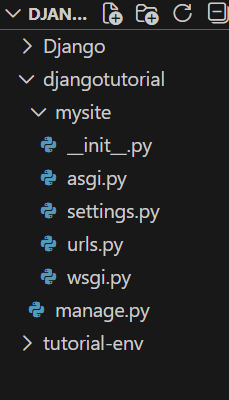 DJAN...
Django
djangotutorial
mysite
__init__.py
asgi.py
settings.py
urls.py
wsgi.py
manage.py
tutorial-env